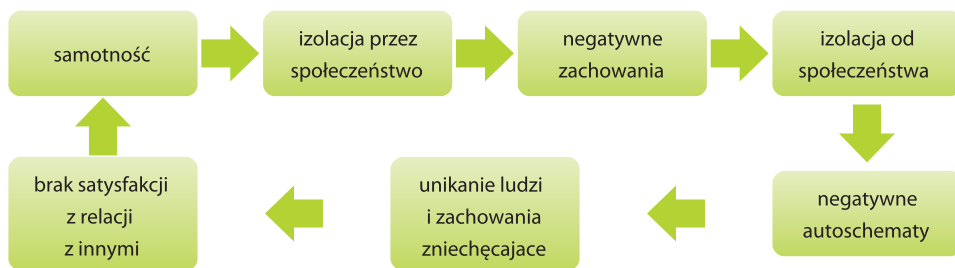 samotność
izolacja przez
społeczeństwo
negatywne
zachowania
izolacja od
społeczeństwa
negatywne
autoschematy
unikanie ludzi
i zachowania
zniechęcajace
brak satysfakcji
z relacji
z innymi